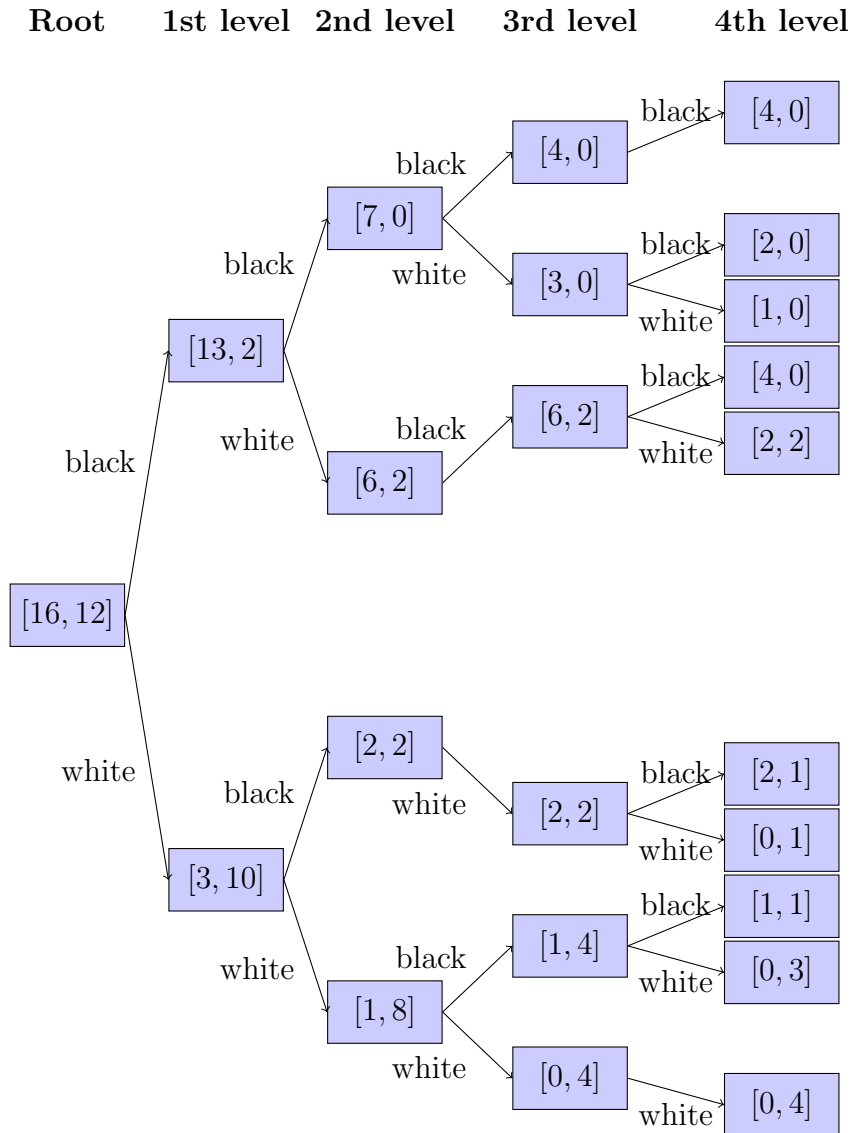 Root 1st level 2nd level 3rd level 4th level
black [4, 0]
[4, 0]
black
[7, 0]
black [2, 0]
black
white
[3, 0]
white [1, 0]
[13, 2]
black [4, 0]
[6, 2]
black
white
white [2, 2]
black
[6, 2]
[16, 12]
[2, 2]
white
black [2, 1]
black
white
[2, 2]
white [0, 1]
[3, 10]
black [1, 1]
[1, 4]
black
white
white [0, 3]
[1, 8]
white
[0, 4]
white [0, 4]